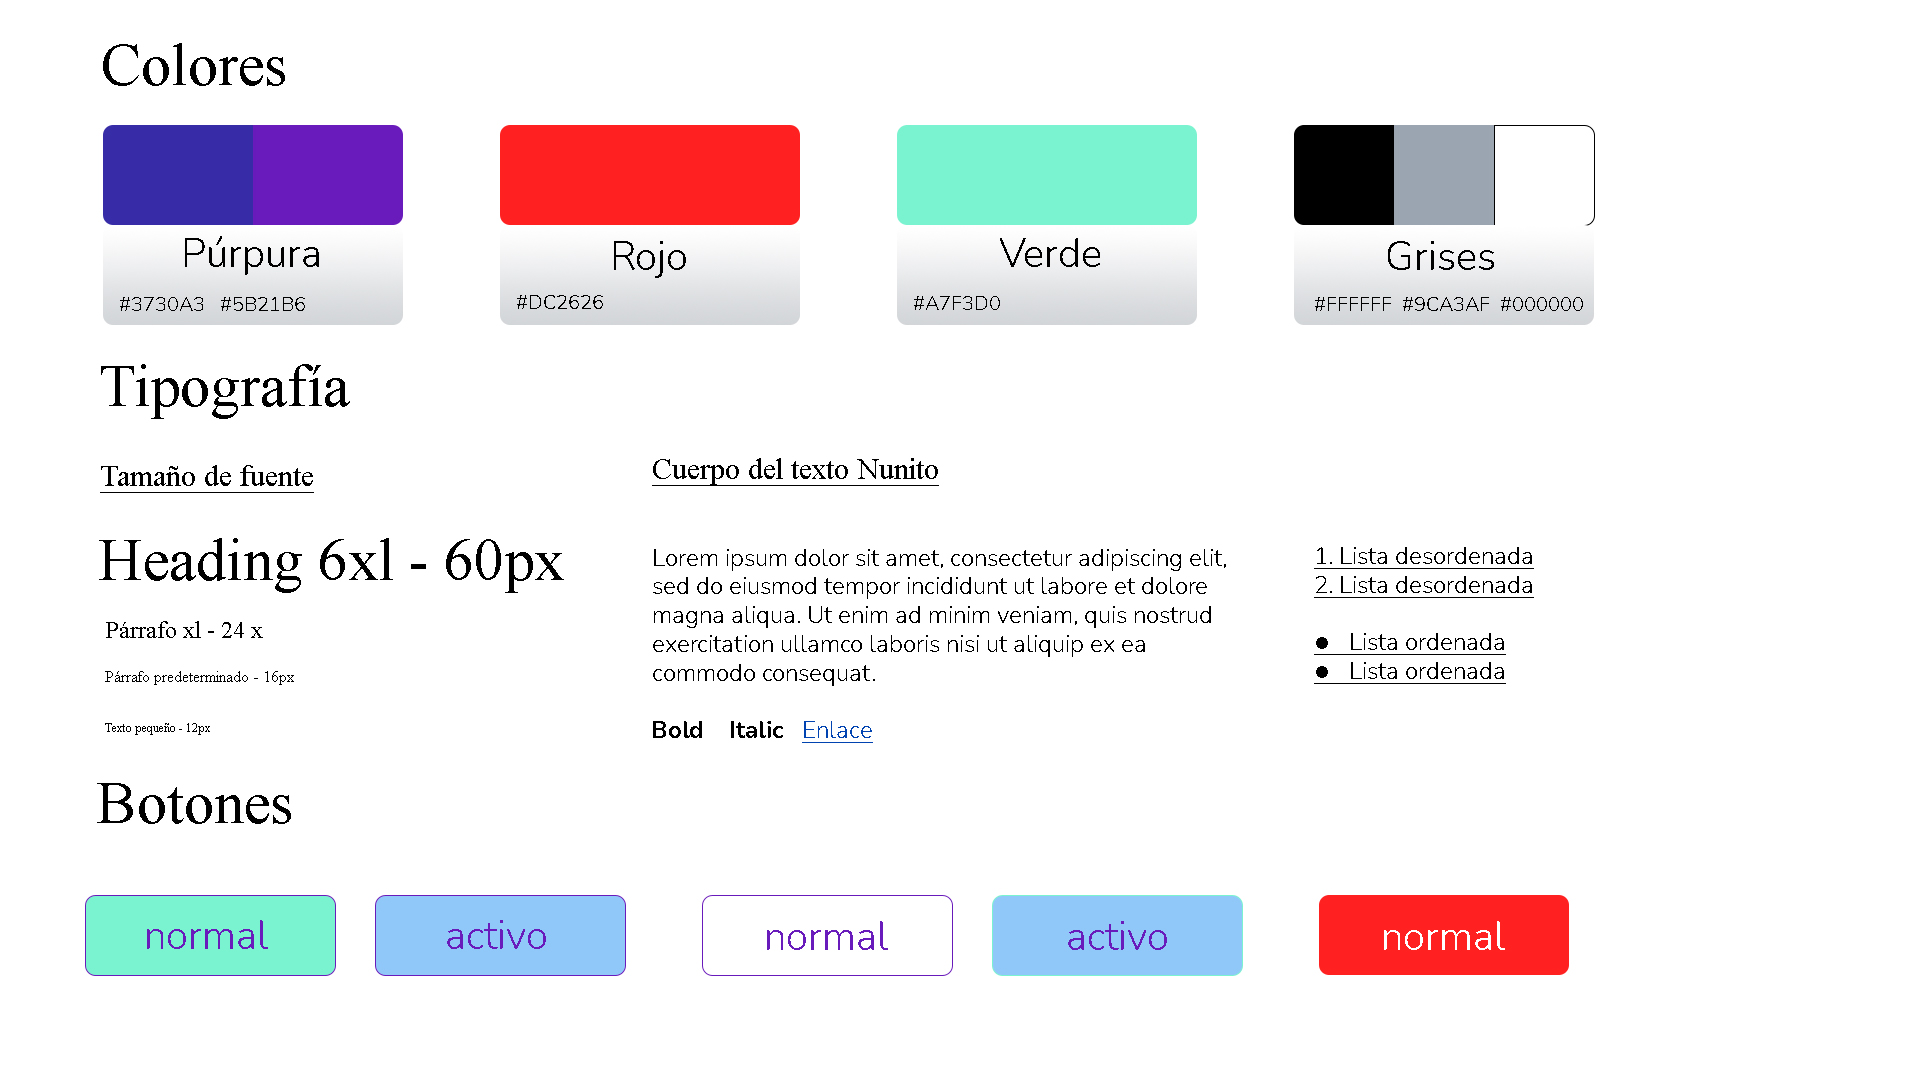 Colores
Púrpura
#3730A3 #5B21B6
Rojo
#DC2626
Verde
#A7F3D0
Grises
#FFFFFF #9CA3AF #000000
Tipografía
Tamaño de fuente
Heading 6xl - 60px
Párrafo xl - 24 x
Párrafo predeterminado - 16px
Texto pequeño - 12px
Cuerpo del texto Nunito
Lorem ipsum dolor sit amet, consectetur adipiscing elit,
sed do eiusmod tempor incididunt ut labore et dolore
magna aliqua. Ut enim ad minim veniam, quis nostrud
exercitation ullamco laboris nisi ut aliquip ex ea
commodo consequat.
Bold Italic Enlace
1. Lista desordenada
2. Lista desordenada
● Lista ordenada
● Lista ordenada
Botones
normal
activo
normal
activo
normal